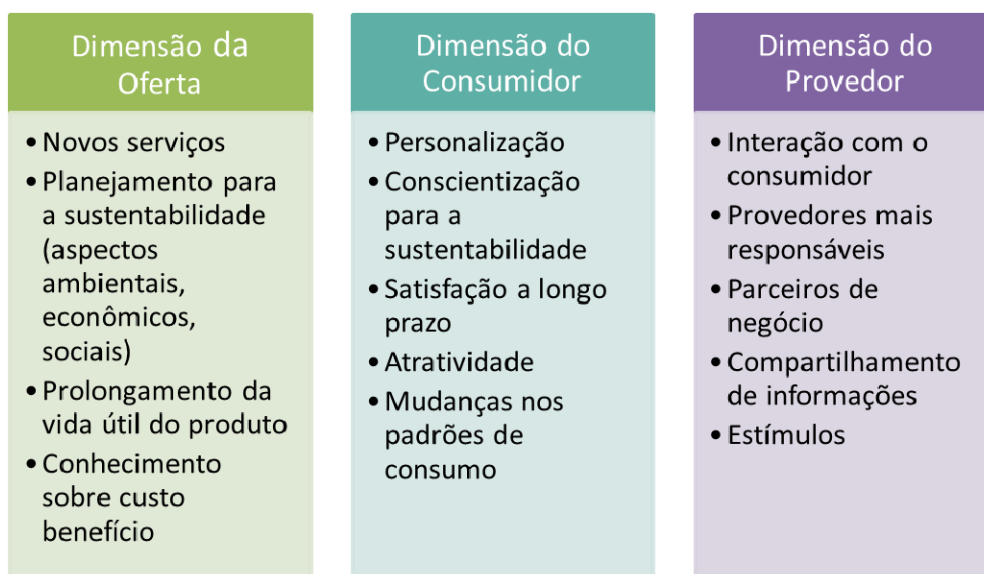 Dimensão da
Oferta
• Novos serviços
• Planejamento para
a sustentabilidade
(aspectos
ambientais,
econômicos,
sociais)
• Prolongamento da
vida útil do produto
• Conhecimento
sobre custo
benefício
Dimensão do
Consumidor
• Personalização
• Conscientização
para a
sustentabilidade
• Satisfação a longo
prazo
• Atratividade
• Mudanças nos
padrões de
consumo
Dimensão do
Provedor
• Interação com o
consumidor
• Provedores mais
responsáveis
• Parceiros de
negócio
• Compartilhamento
de informações
• Estímulos